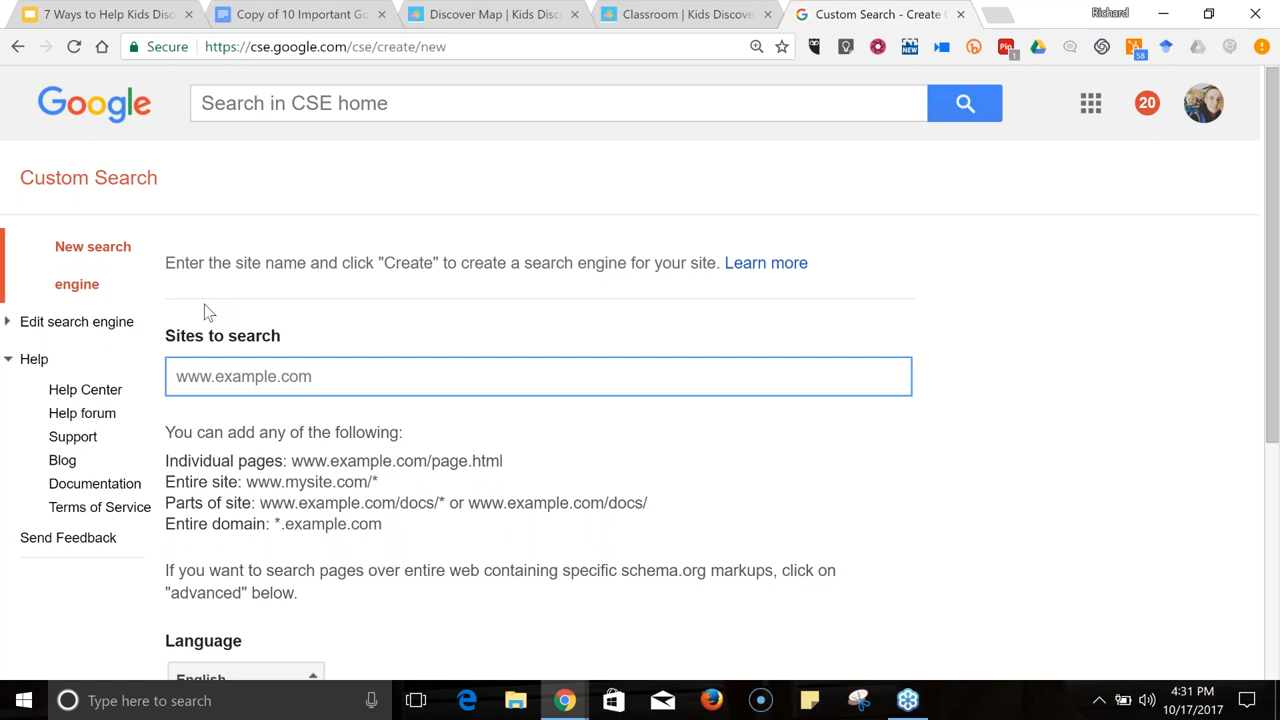 7 Ways to Help Kids Disc
Copy of 10 Important Go
Discover Map | Kids Disc
Classroom | Kids Discove
Custom Search - Create
Richard
Secure
https://cse.google.com/cse/create/new
NEW
1
58
Google
Search in CSE home
20
Custom Search
New search
engine
Edit search engine
Help
Help Center
Help forum
Support
Blog
Documentation
Terms of Service
Send Feedback
Enter the site name and click "Create" to create a search engine for your site. Learn more
Sites to search
www.example.com
You can add any of the following:
Individual pages: www.example.com/page.html
Entire site: www.mysite.com/*
Parts of site: www.example.com/docs/* or www.example.com/docs/
Entire domain: *.example.com
If you want to search pages over entire web containing specific schema.org markups, click on
"advanced" below.
Language
English
Type here to search
4:31 PM
10/17/2017